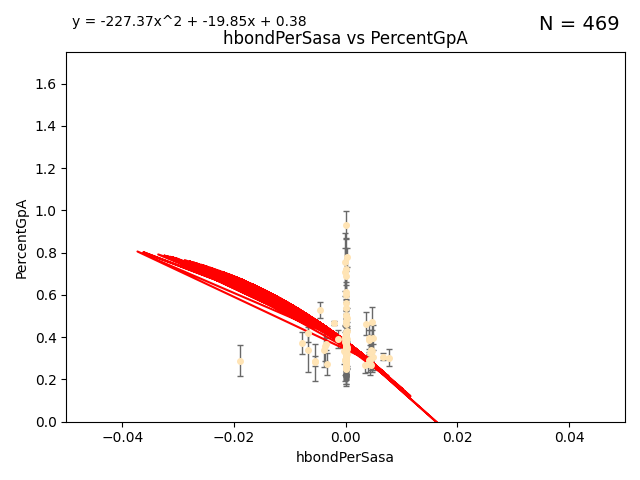 y = -227.37x^2 + -19.85x + 0.38
N = 469
hbondPerSasa vs PercentGpA
1.6
1.4
1.2
1.0
0.8
0.6
0.4
0.2
0.0
PercentGpA
−0.04 −0.02 0.00 0.02 0.04
hbondPerSasa